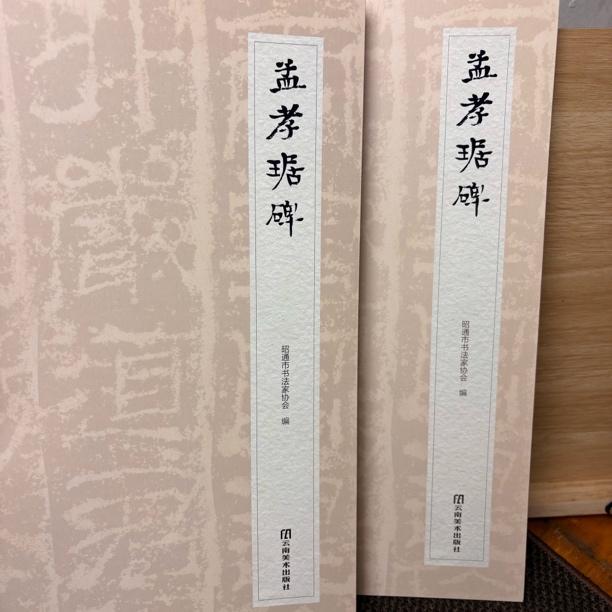 孟孝琚碑
昭通市书法家协会 编
云南美术出版社
孟孝琚碑
昭通市书法家协会 编
云南美术出版社